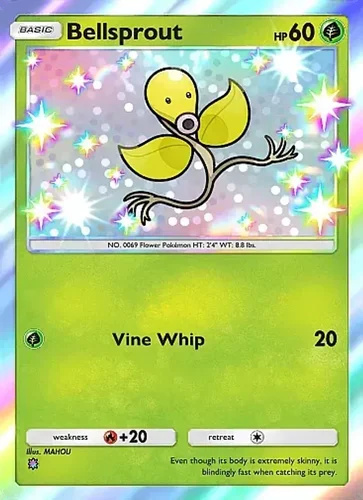 BASIC Bellsprout HP60
NO. 0069 Flower Pokémon HT: 2'4" WT: 8.8 lbs.
Vine Whip 20
weakness +20 retreat
Illus. MAHOU
Even though its body is extremely skinny, it is
blindingly fast when catching its prey.